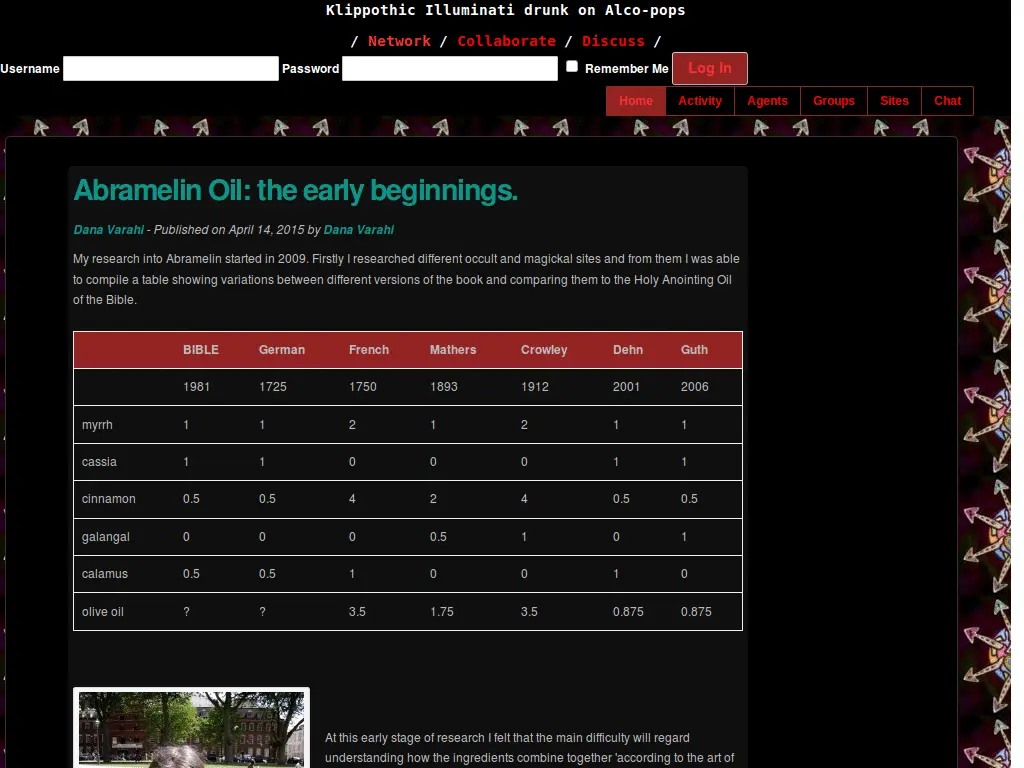 Klippothic Illuminati drunk on Alco-pops
/ Network / Collaborate / Discuss /
Username Password Remember Me Log In
Home Activity Agents Groups Sites Chat
Abramelin Oil: the early beginnings.
Dana Varahi - Published on April 14, 2015 by Dana Varahi
My research into Abramelin started in 2009. Firstly I researched different occult and magickal sites and from them I was able
to compile a table showing variations between different versions of the book and comparing them to the Holy Anointing Oil
of the Bible.
BIBLE German French Mathers Crowley Dehn Guth
1981 1725 1750 1893 1912 2001 2006
myrrh 1 1 2 1 2 1 1
cassia 1 1 0 0 0 1 1
cinnamon 0.5 0.5 4 2 4 0.5 0.5
galangal 0 0 0 0.5 1 0 1
calamus 0.5 0.5 1 0 0 1 0
olive oil ? ? 3.5 1.75 3.5 0.875 0.875
At this early stage of research I felt that the main difficulty will regard
understanding how the ingredients combine together 'according to the art of